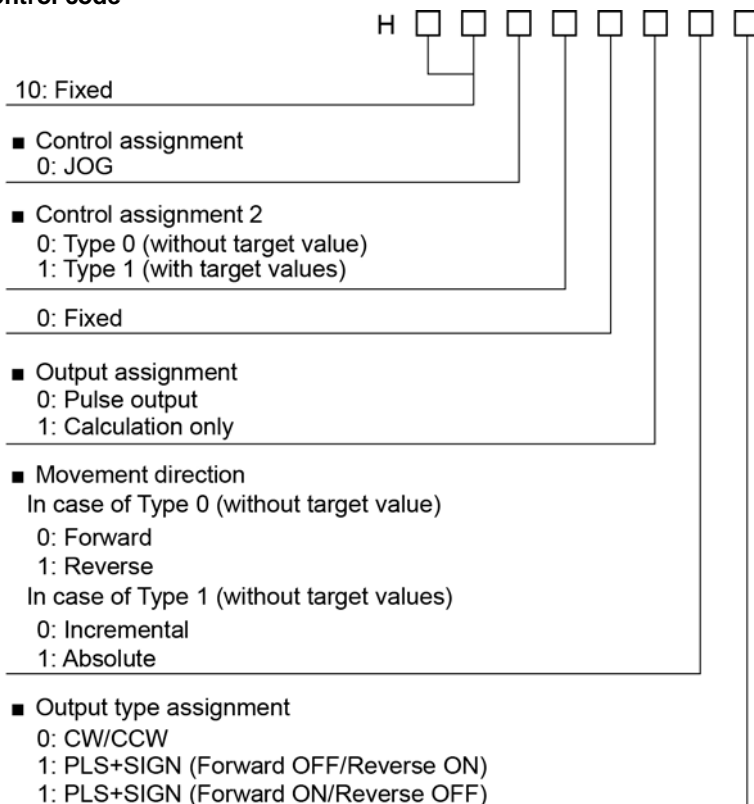 ontrol code
H □ □ □ □ □ □ □ □
10: Fixed
■ Control assignment
0: JOG
■ Control assignment 2
0: Type 0 (without target value)
1: Type 1 (with target values)
0: Fixed
■ Output assignment
0: Pulse output
1: Calculation only
■ Movement direction
In case of Type 0 (without target value)
0: Forward
1: Reverse
In case of Type 1 (without target values)
0: Incremental
1: Absolute
■ Output type assignment
0: CW/CCW
1: PLS+SIGN (Forward OFF/Reverse ON)
1: PLS+SIGN (Forward ON/Reverse OFF)